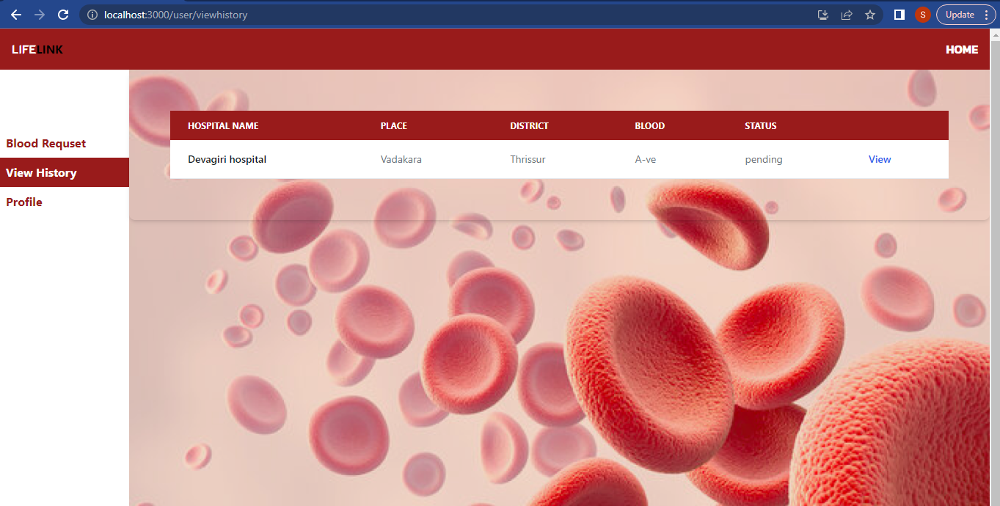 localhost:3000/user/viewhistory
S
Update
LIFELINK
HOME
Blood Requset
View History
Profile
HOSPITAL NAME PLACE DISTRICT BLOOD STATUS
Devagiri hospital Vadakara Thrissur A-ve pending View